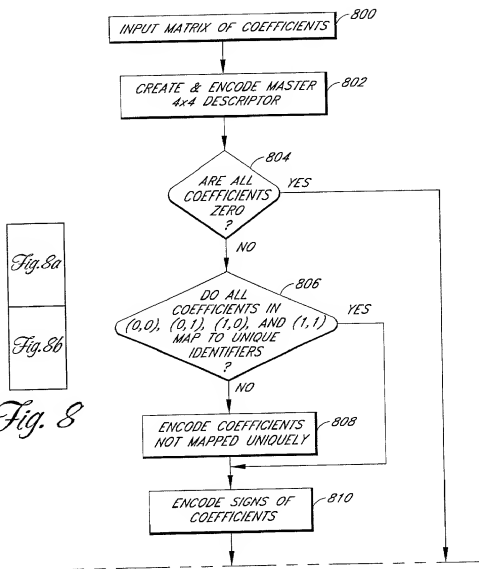 INPUT MATRIX OF COEFFICIENTS
800
CREATE & ENCODE MASTER
4x4 DESCRIPTOR
802
804
ARE ALL
COEFFICIENTS
ZERO
?
YES
NO
806
DO ALL
COEFFICIENTS IN
(0,0), (0,1), (1,0), AND (1,1)
MAP TO UNIQUE
IDENTIFIERS
?
YES
NO
ENCODE COEFFICIENTS
NOT MAPPED UNIQUELY
808
ENCODE SIGNS OF
COEFFICIENTS
810
Fig.8a
Fig.8b
Fig. 8